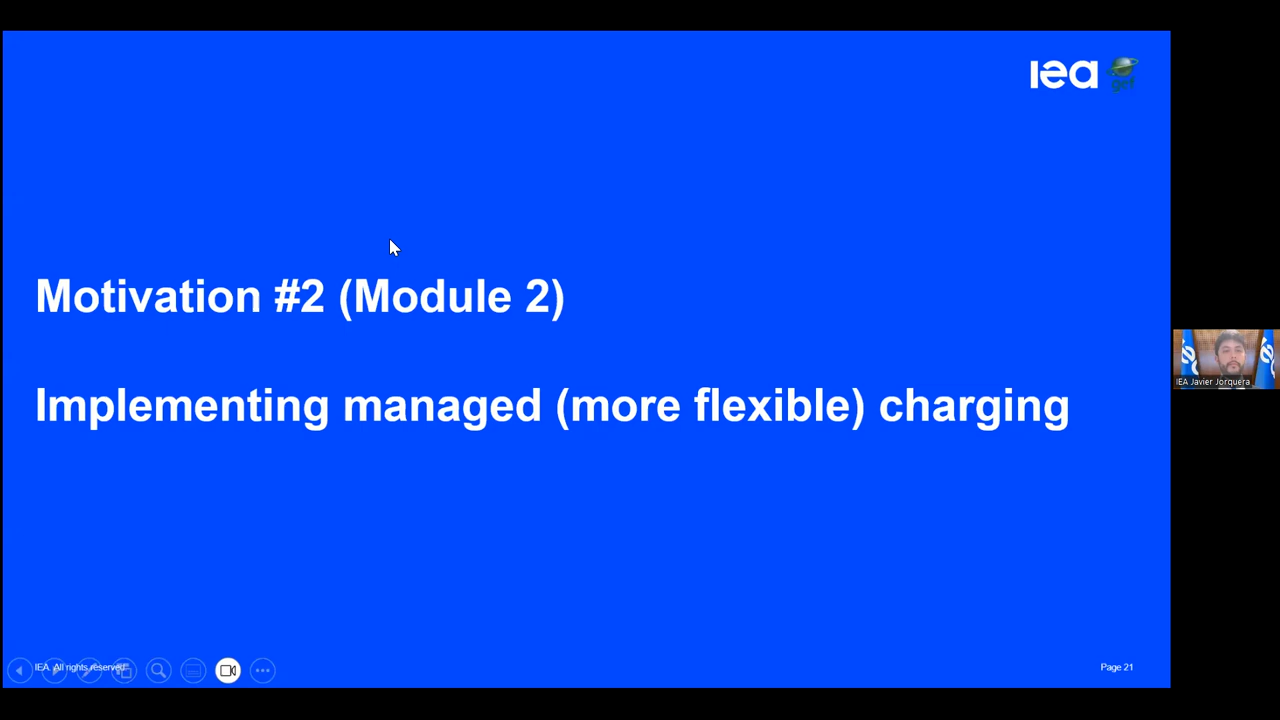 iea
gef
Motivation #2 (Module 2)
Implementing managed (more flexible) charging
IEA Javier Jorquera
IEA. All rights reserved.
Page 21